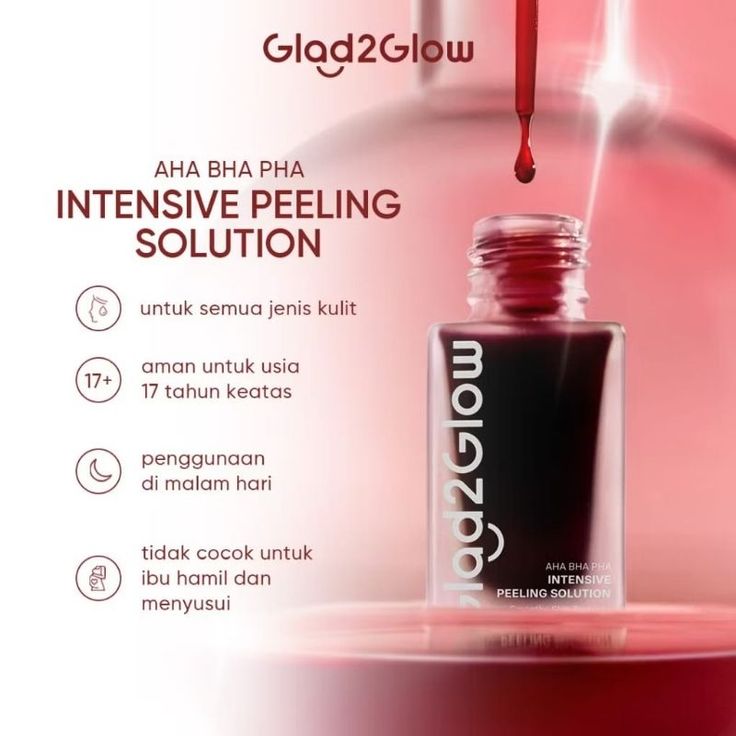 Glad2Glow
AHA BHA PHA
INTENSIVE PEELING
SOLUTION
untuk semua jenis kulit
17+
aman untuk usia
17 tahun keatas
penggunaan
di malam hari
tidak cocok untuk
ibu hamil dan
menyusui
Glad2Glow
AHA BHA PHA
INTENSIVE
PEELING SOLUTION